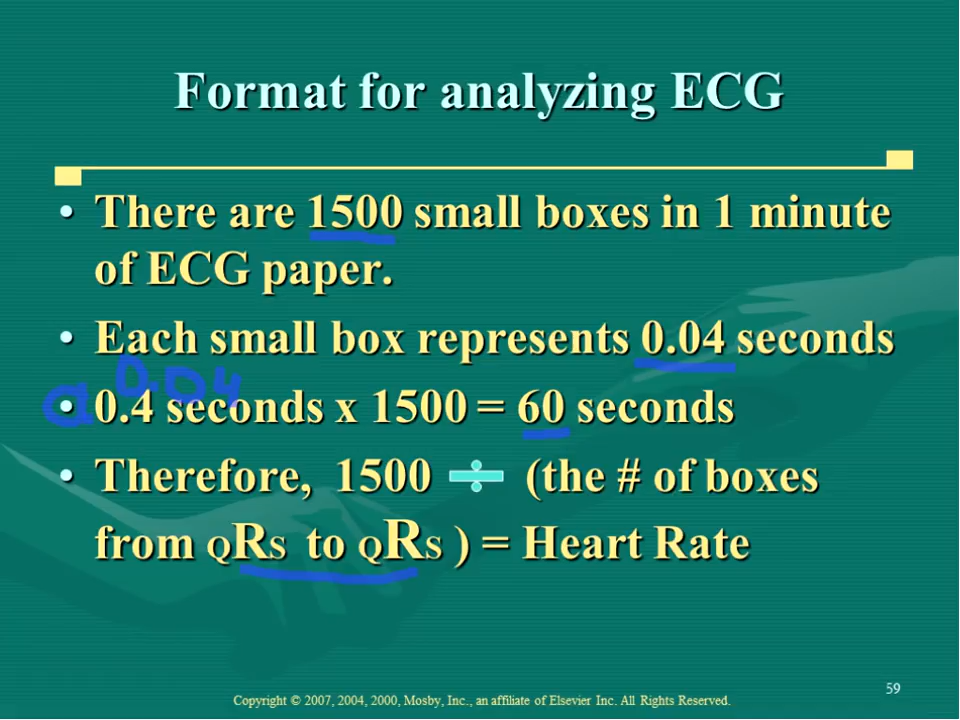 Format for analyzing ECG
• There are 1500 small boxes in 1 minute
of ECG paper.
• Each small box represents 0.04 seconds
a 0.04
• 0.4 seconds x 1500 = 60 seconds
• Therefore, 1500 ÷ (the # of boxes
from QRS to QRS ) = Heart Rate
59
Copyright © 2007, 2004, 2000, Mosby, Inc., an affiliate of Elsevier Inc. All Rights Reserved.